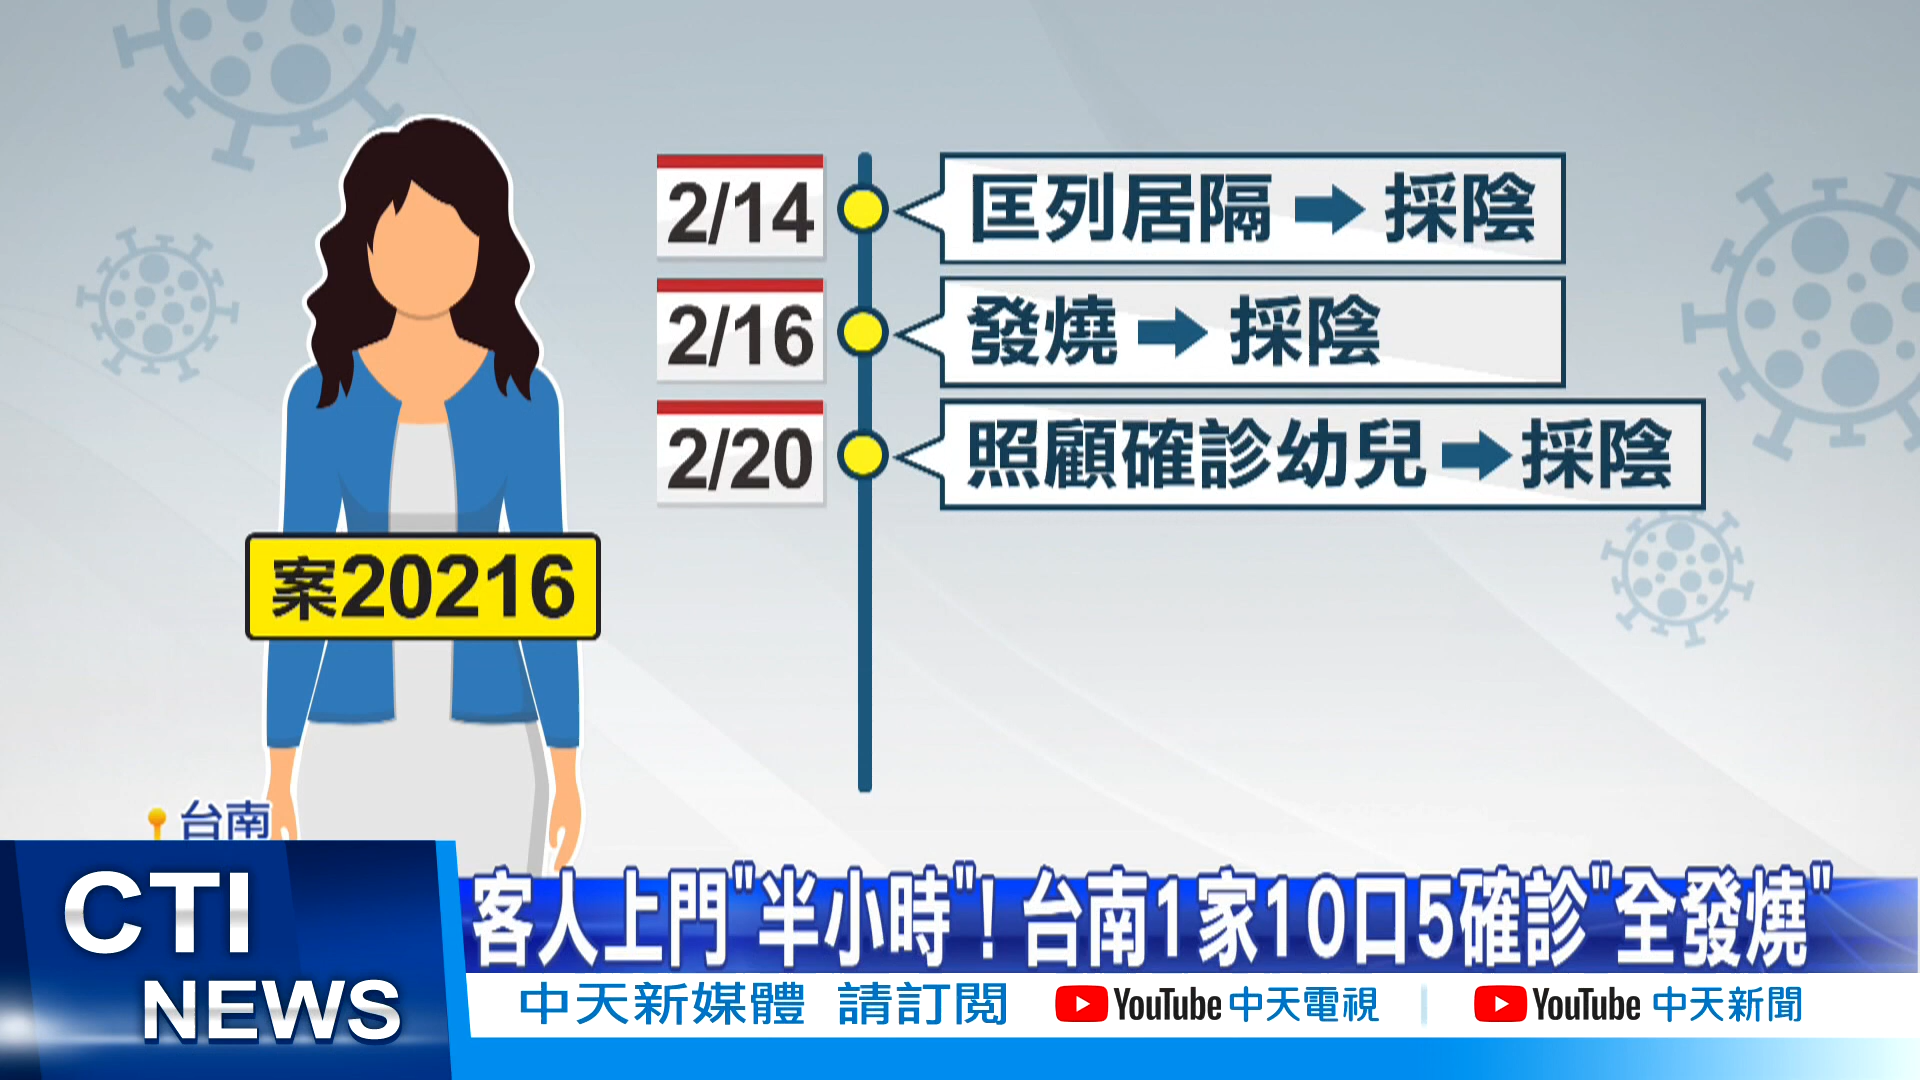 2/14
匡列居隔 → 採陰
2/16
發燒 → 採陰
2/20
照顧確診幼兒 → 採陰
案20216
台南
CTI
NEWS
客人上門"半小時"! 台南1家10口5確診"全發燒"
中天新媒體 請訂閱 YouTube 中天電視 | YouTube 中天新聞